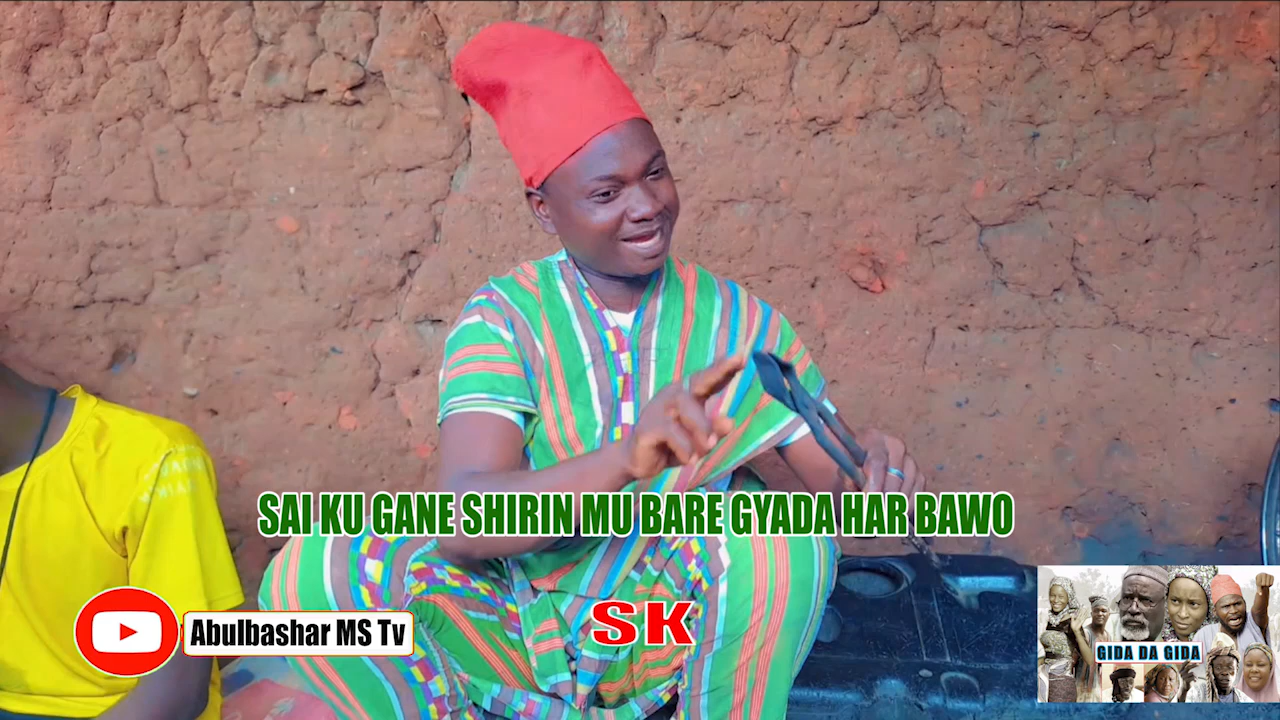 SAI KU GANE SHIRIN MU BARE GYADA HAR BAWO
Abulbashar MS Tv
SK
GIDA DA GIDA